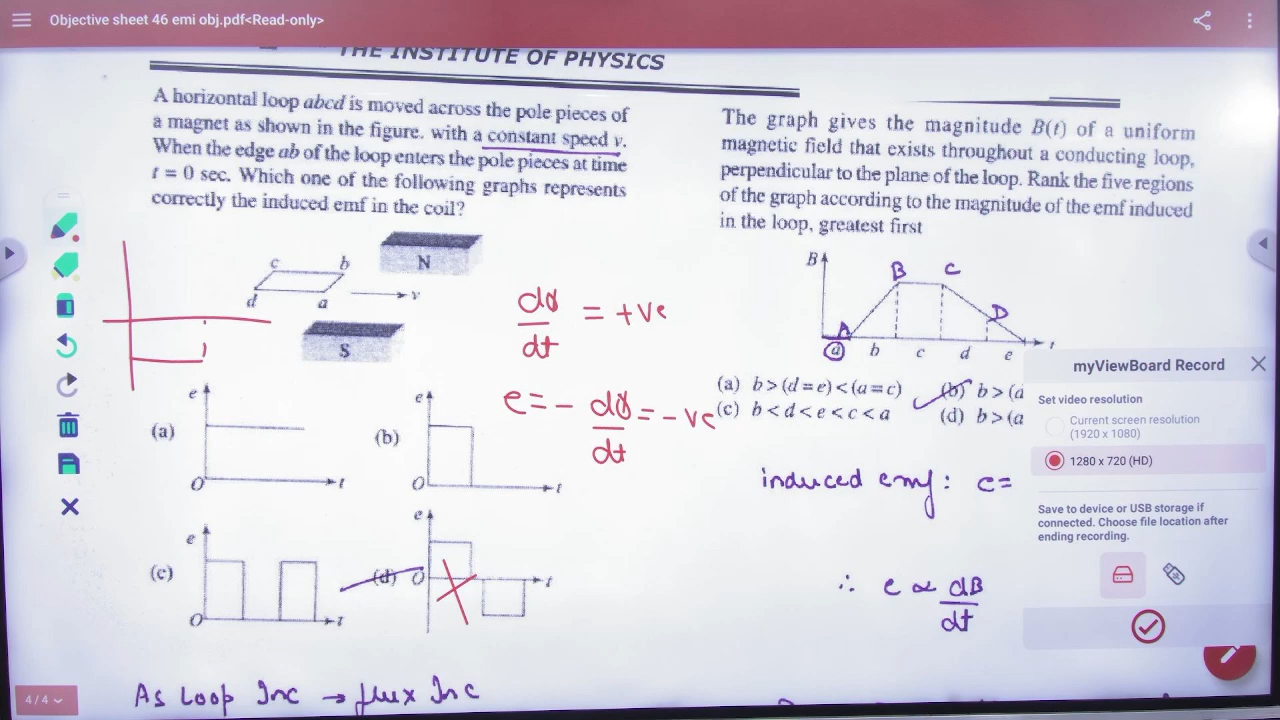 Objective sheet 46 emi obj.pdf<Read-only>
THE INSTITUTE OF PHYSICS
A horizontal loop abcd is moved across the pole pieces of
a magnet as shown in the figure. with a constant speed v.
When the edge ab of the loop enters the pole pieces at time
t = 0 sec. Which one of the following graphs represents
correctly the induced emf in the coil?
c b
d a v
N
S
dφ/dt = +ve
e = - dφ/dt = -ve
(a) e O t
(b) e O t
(c) e O t
(d) e O t
As Loop Inc → flux Inc
The graph gives the magnitude B(t) of a uniform
magnetic field that exists throughout a conducting loop,
perpendicular to the plane of the loop. Rank the five regions
of the graph according to the magnitude of the emf induced
in the loop, greatest first
B
A B C D
a b c d e t
(a) b > (d = e) < (a = c) (b) b > (d
(c) b < d < e < c < a (d) b > (a
induced emf: e =
∴ e ∝ dB/dt
myViewBoard Record
Set video resolution
Current screen resolution
(1920 x 1080)
1280 x 720 (HD)
Save to device or USB storage if
connected. Choose file location after
ending recording.
4/4